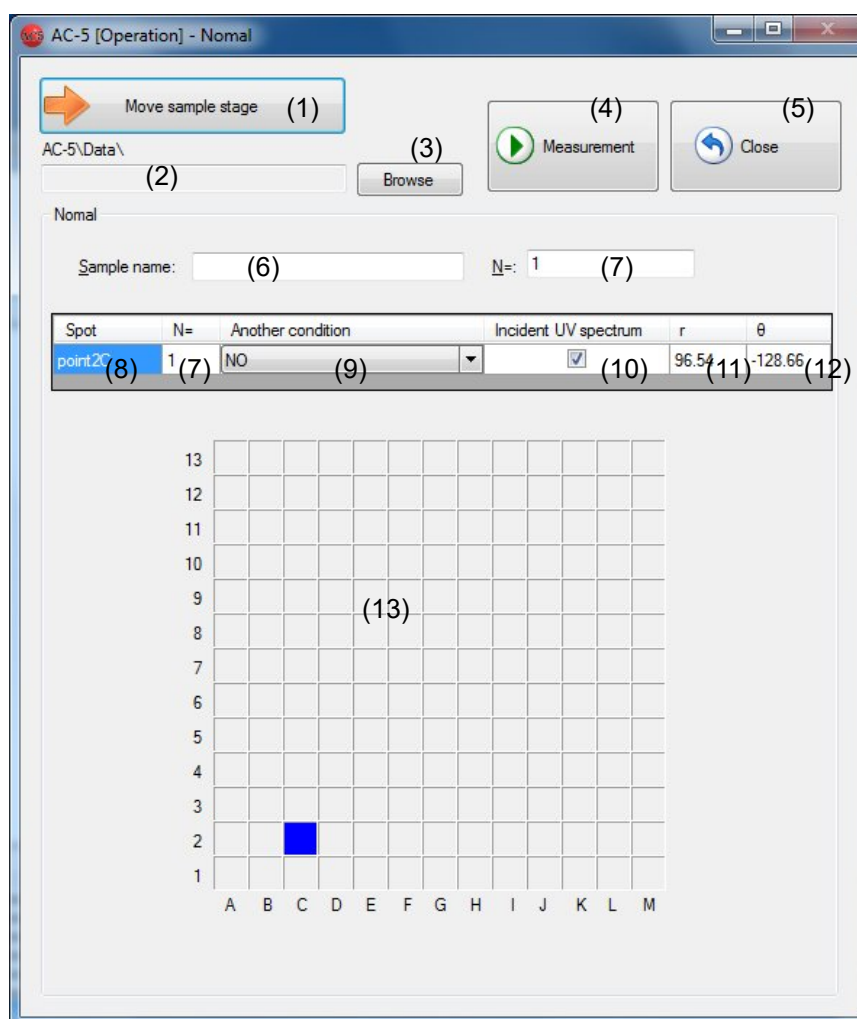 AC-5 [Operation] - Nomal
Move sample stage (1)
(4)
(5)
Measurement
Close
AC-5\Data\
(2)
(3)
Browse
Nomal
Sample name: (6) N=: 1 (7)
Spot N= Another condition Incident UV spectrum r θ
point2C (8) 1 (7) NO (9) (10) 96.54 (11) -128.66 (12)
13
12
11
10
9
(13)
8
7
6
5
4
3
2
1
A B C D E F G H I J K L M